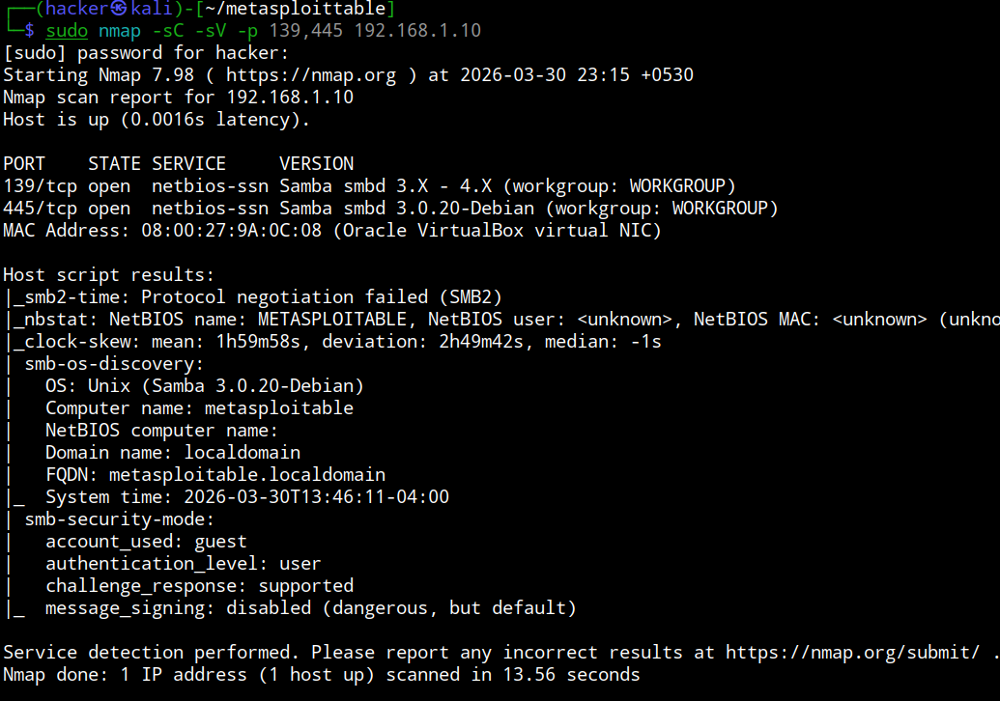 ┌──(hacker㉿kali)-[~/metasploittable]
└─$ sudo nmap -sC -sV -p 139,445 192.168.1.10
[sudo] password for hacker:
Starting Nmap 7.98 ( https://nmap.org ) at 2026-03-30 23:15 +0530
Nmap scan report for 192.168.1.10
Host is up (0.0016s latency).

PORT    STATE SERVICE     VERSION
139/tcp open  netbios-ssn Samba smbd 3.X - 4.X (workgroup: WORKGROUP)
445/tcp open  netbios-ssn Samba smbd 3.0.20-Debian (workgroup: WORKGROUP)
MAC Address: 08:00:27:9A:0C:08 (Oracle VirtualBox virtual NIC)

Host script results:
|_smb2-time: Protocol negotiation failed (SMB2)
|_nbstat: NetBIOS name: METASPLOITABLE, NetBIOS user: <unknown>, NetBIOS MAC: <unknown> (unkno
|_clock-skew: mean: 1h59m58s, deviation: 2h49m42s, median: -1s
| smb-os-discovery:
|   OS: Unix (Samba 3.0.20-Debian)
|   Computer name: metasploitable
|   NetBIOS computer name:
|   Domain name: localdomain
|   FQDN: metasploitable.localdomain
|_  System time: 2026-03-30T13:46:11-04:00
| smb-security-mode:
|   account_used: guest
|   authentication_level: user
|   challenge_response: supported
|_  message_signing: disabled (dangerous, but default)

Service detection performed. Please report any incorrect results at https://nmap.org/submit/ .
Nmap done: 1 IP address (1 host up) scanned in 13.56 seconds